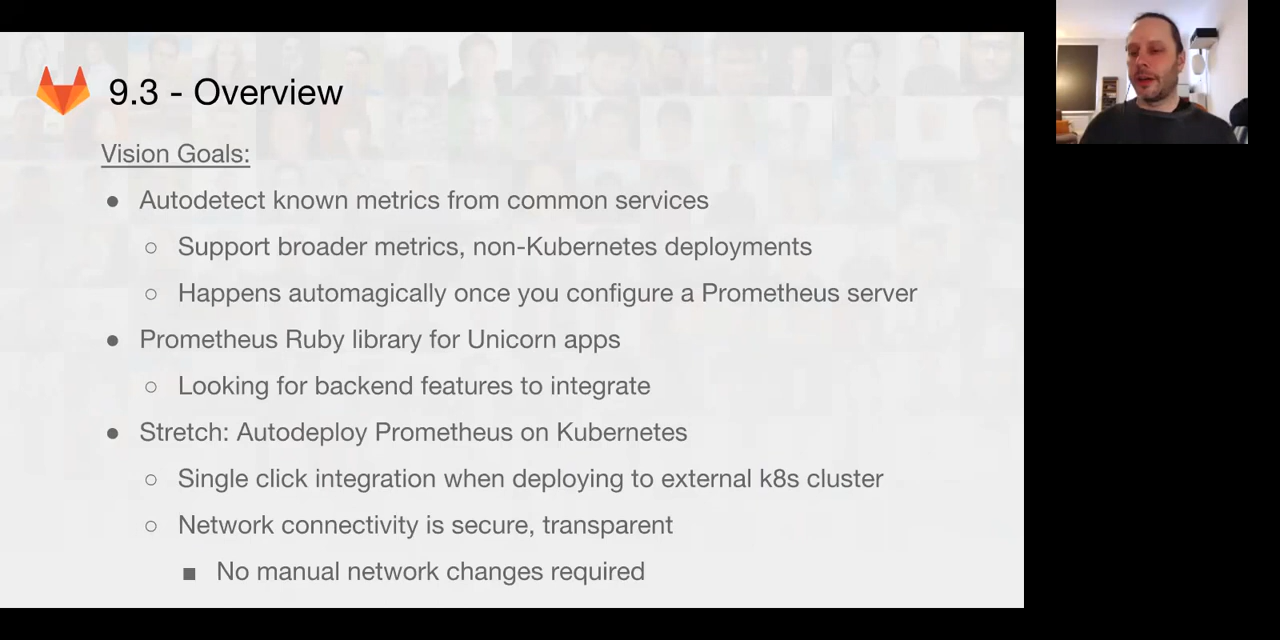 9.3 - Overview
Vision Goals:
● Autodetect known metrics from common services
○ Support broader metrics, non-Kubernetes deployments
○ Happens automagically once you configure a Prometheus server
● Prometheus Ruby library for Unicorn apps
○ Looking for backend features to integrate
● Stretch: Autodeploy Prometheus on Kubernetes
○ Single click integration when deploying to external k8s cluster
○ Network connectivity is secure, transparent
■ No manual network changes required